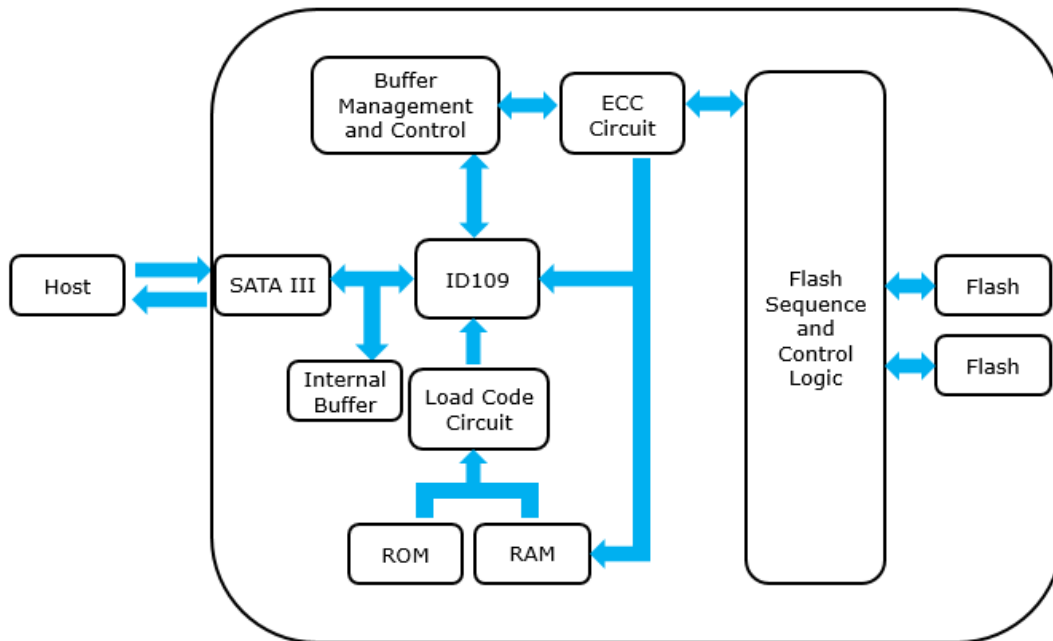 Buffer
Management
and Control
ECC
Circuit
Host
SATA III
ID109
Flash
Sequence
and
Control
Logic
Flash
Flash
Internal
Buffer
Load Code
Circuit
ROM
RAM